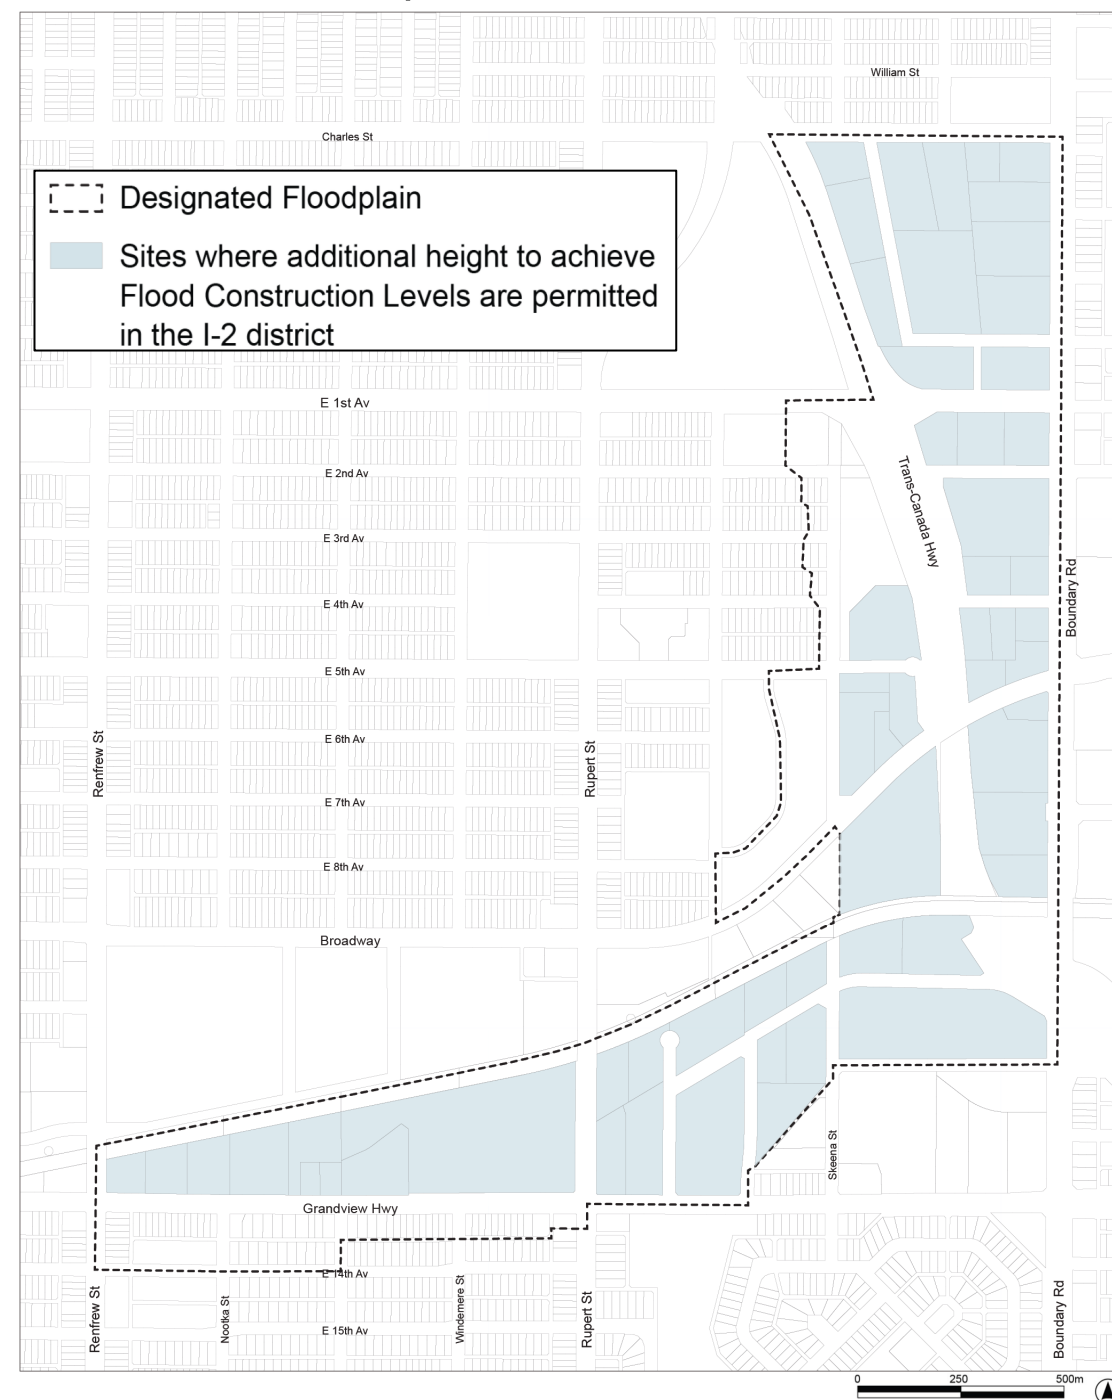 William St
Charles St
Designated Floodplain
Sites where additional height to achieve
Flood Construction Levels are permitted
in the I-2 district
E 1st Av
E 2nd Av
Trans-Canada Hwy
E 3rd Av
Boundary Rd
E 4th Av
E 5th Av
Renfrew St
E 6th Av
Rupert St
E 7th Av
E 8th Av
Broadway
Skeena St
Grandview Hwy
E 14th Av
Renfrew St
Nootka St
Windemere St
Rupert St
Boundary Rd
E 15th Av
0 250 500m